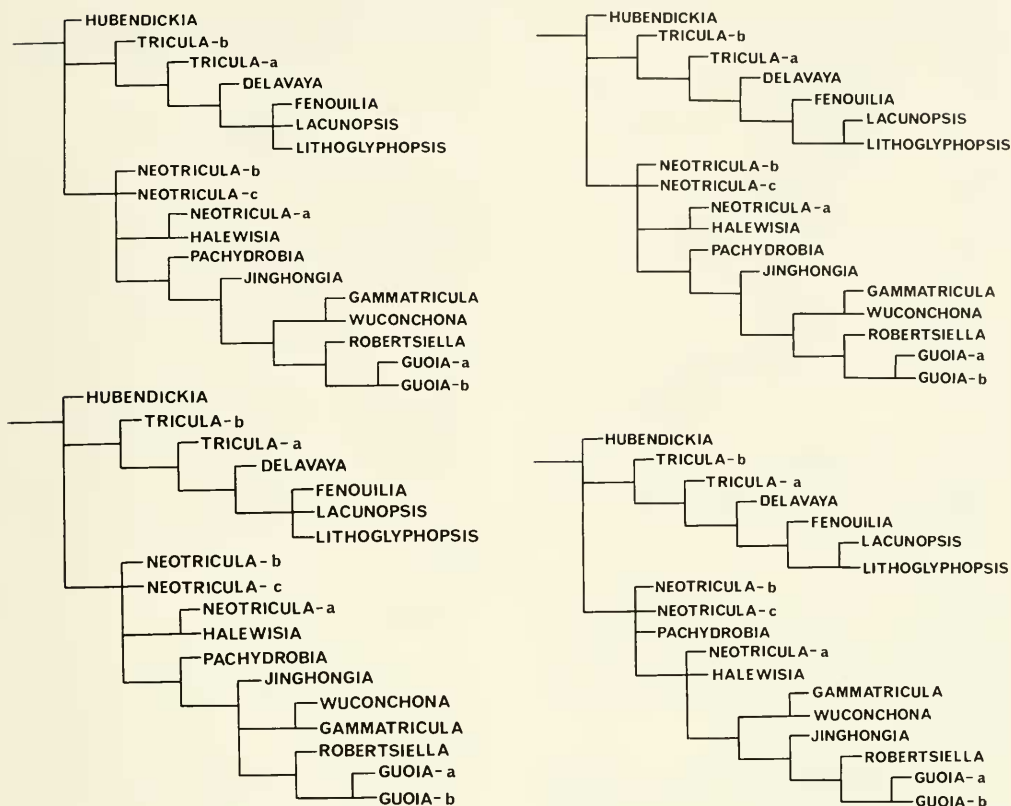 HUBENDICKIA
TRICULA-b
TRICULA-a
DELAVAYA
FENOUILIA
LACUNOPSIS
LITHOGLYPHOPSIS
NEOTRICULA-b
NEOTRICULA-c
NEOTRICULA-a
HALEWISIA
PACHYDROBIA
JINGHONGIA
GAMMATRICULA
WUCONCHONA
ROBERTSIELLA
GUOIA-a
GUOIA-b
HUBENDICKIA
TRICULA-b
TRICULA-a
DELAVAYA
FENOUILIA
LACUNOPSIS
LITHOGLYPHOPSIS
NEOTRICULA-b
NEOTRICULA-c
NEOTRICULA-a
HALEWISIA
PACHYDROBIA
JINGHONGIA
GAMMATRICULA
WUCONCHONA
ROBERTSIELLA
GUOIA-a
GUOIA-b
HUBENDICKIA
TRICULA-b
TRICULA-a
DELAVAYA
FENOUILIA
LACUNOPSIS
LITHOGLYPHOPSIS
NEOTRICULA-b
NEOTRICULA-c
NEOTRICULA-a
HALEWISIA
PACHYDROBIA
JINGHONGIA
WUCONCHONA
GAMMATRICULA
ROBERTSIELLA
GUOIA-a
GUOIA-b
HUBENDICKIA
TRICULA-b
TRICULA-a
DELAVAYA
FENOUILIA
LACUNOPSIS
LITHOGLYPHOPSIS
NEOTRICULA-b
NEOTRICULA-c
PACHYDROBIA
NEOTRICULA-a
HALEWISIA
GAMMATRICULA
WUCONCHONA
JINGHONGIA
ROBERTSIELLA
GUOIA-a
GUOIA-b